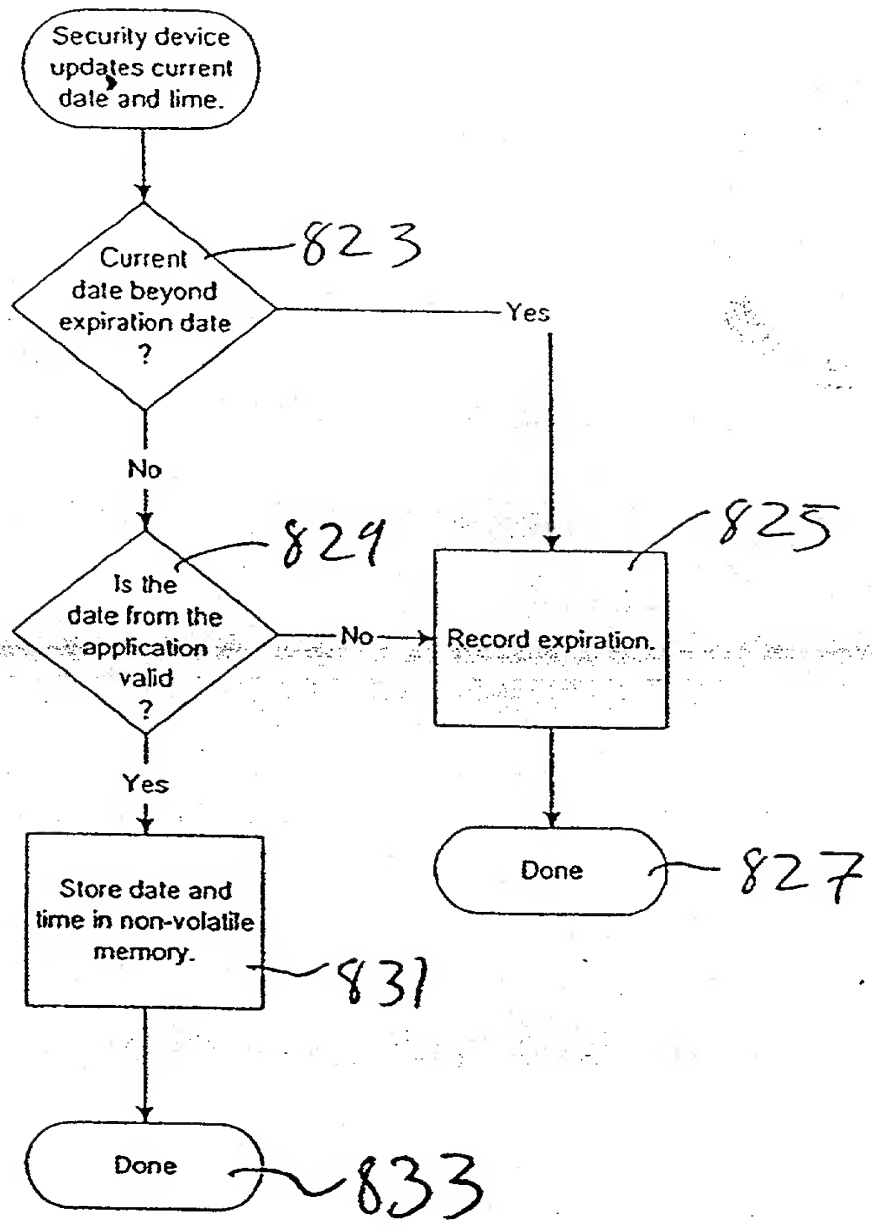 Security device
updates current
date and time.
823
Current
date beyond
expiration date
?
Yes
No
824
825
Is the
date from the
application
valid
?
No
Record expiration.
Yes
Done
827
Store date and
time in non-volatile
memory.
831
Done
833